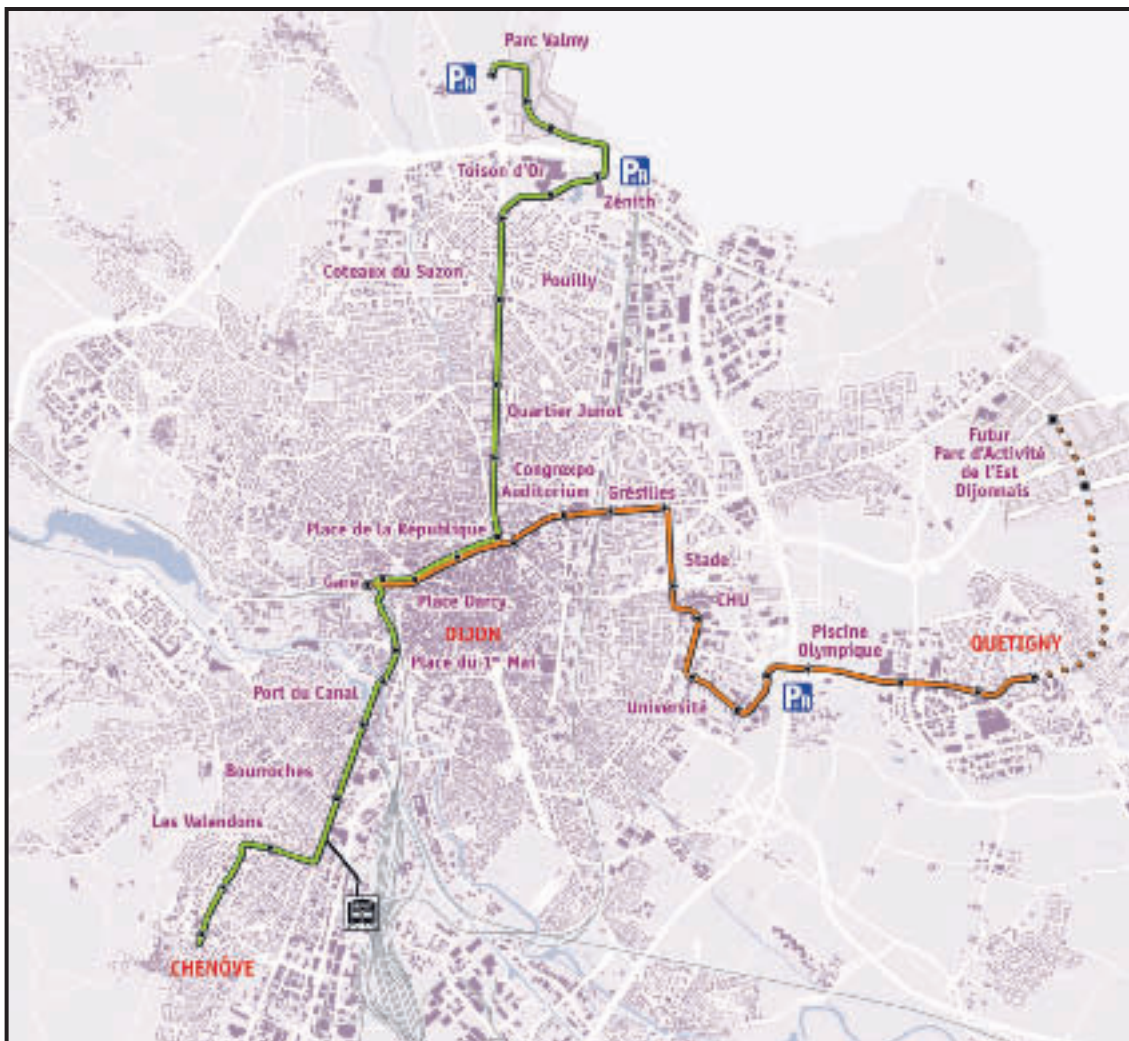 Parc Valmy
P+R
Toison d'Or
P+R
Zénith
Coteaux du Suzon
Pouilly
Quartier Junot
Futur
Parc d'Activité
de l'Est
Dijonnais
Congrexpo
Auditorium
Grésilles
Place de la République
Stade
Gare
CHU
Place Darcy
DIJON
Piscine
Olympique
QUETIGNY
Place du 1er Mai
Port du Canal
P+R
Université
Bourroches
Les Valendons
CHENÔVE